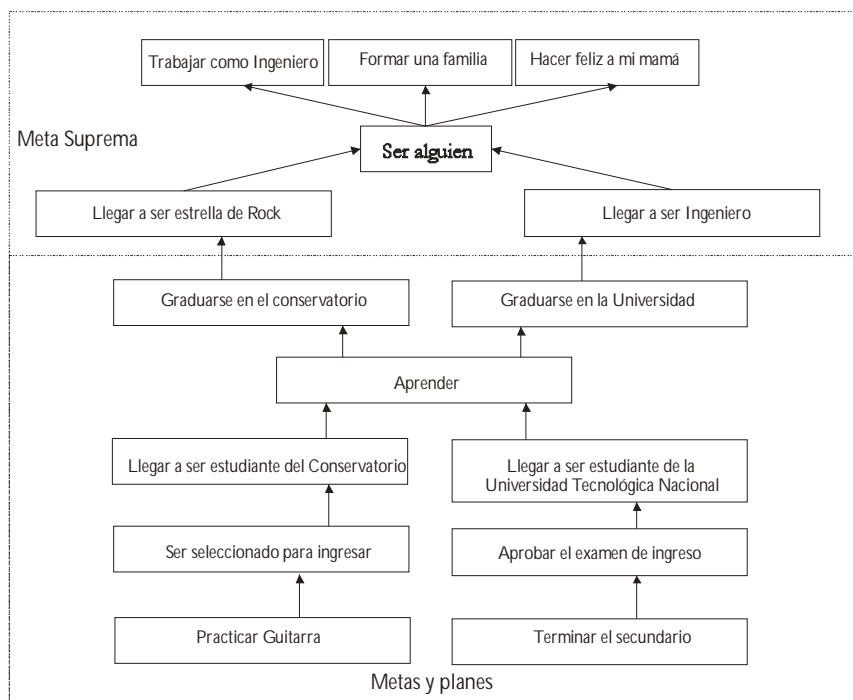 Trabajar como Ingeniero
Formar una familia
Hacer feliz a mi mamá
Meta Suprema
Ser alguien
Llegar a ser estrella de Rock
Llegar a ser Ingeniero
Graduarse en el conservatorio
Graduarse en la Universidad
Aprender
Llegar a ser estudiante del Conservatorio
Llegar a ser estudiante de la
Universidad Tecnológica Nacional
Ser seleccionado para ingresar
Aprobar el examen de ingreso
Practicar Guitarra
Terminar el secundario
Metas y planes